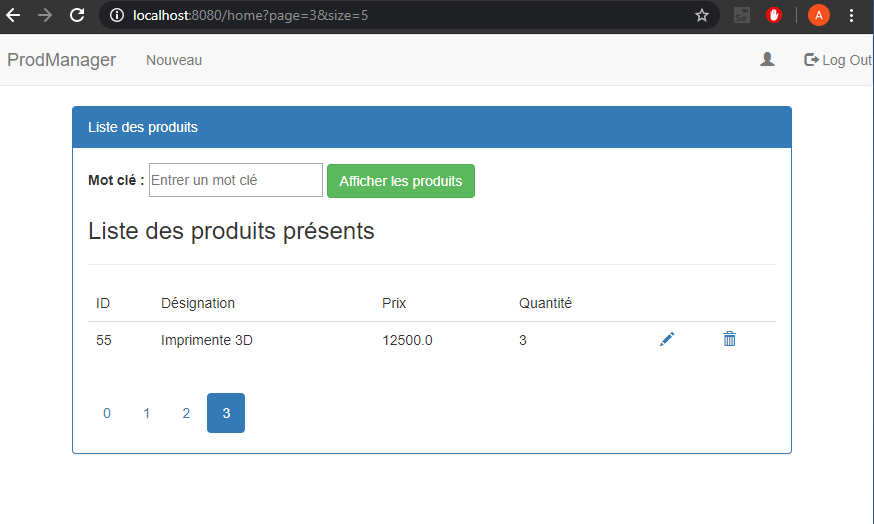 localhost:8080/home?page=3&size=5
A
ProdManager Nouveau Log Out
Liste des produits
Mot clé : Entrer un mot clé Afficher les produits
Liste des produits présents
ID Désignation Prix Quantité
55 Imprimente 3D 12500.0 3
0 1 2 3